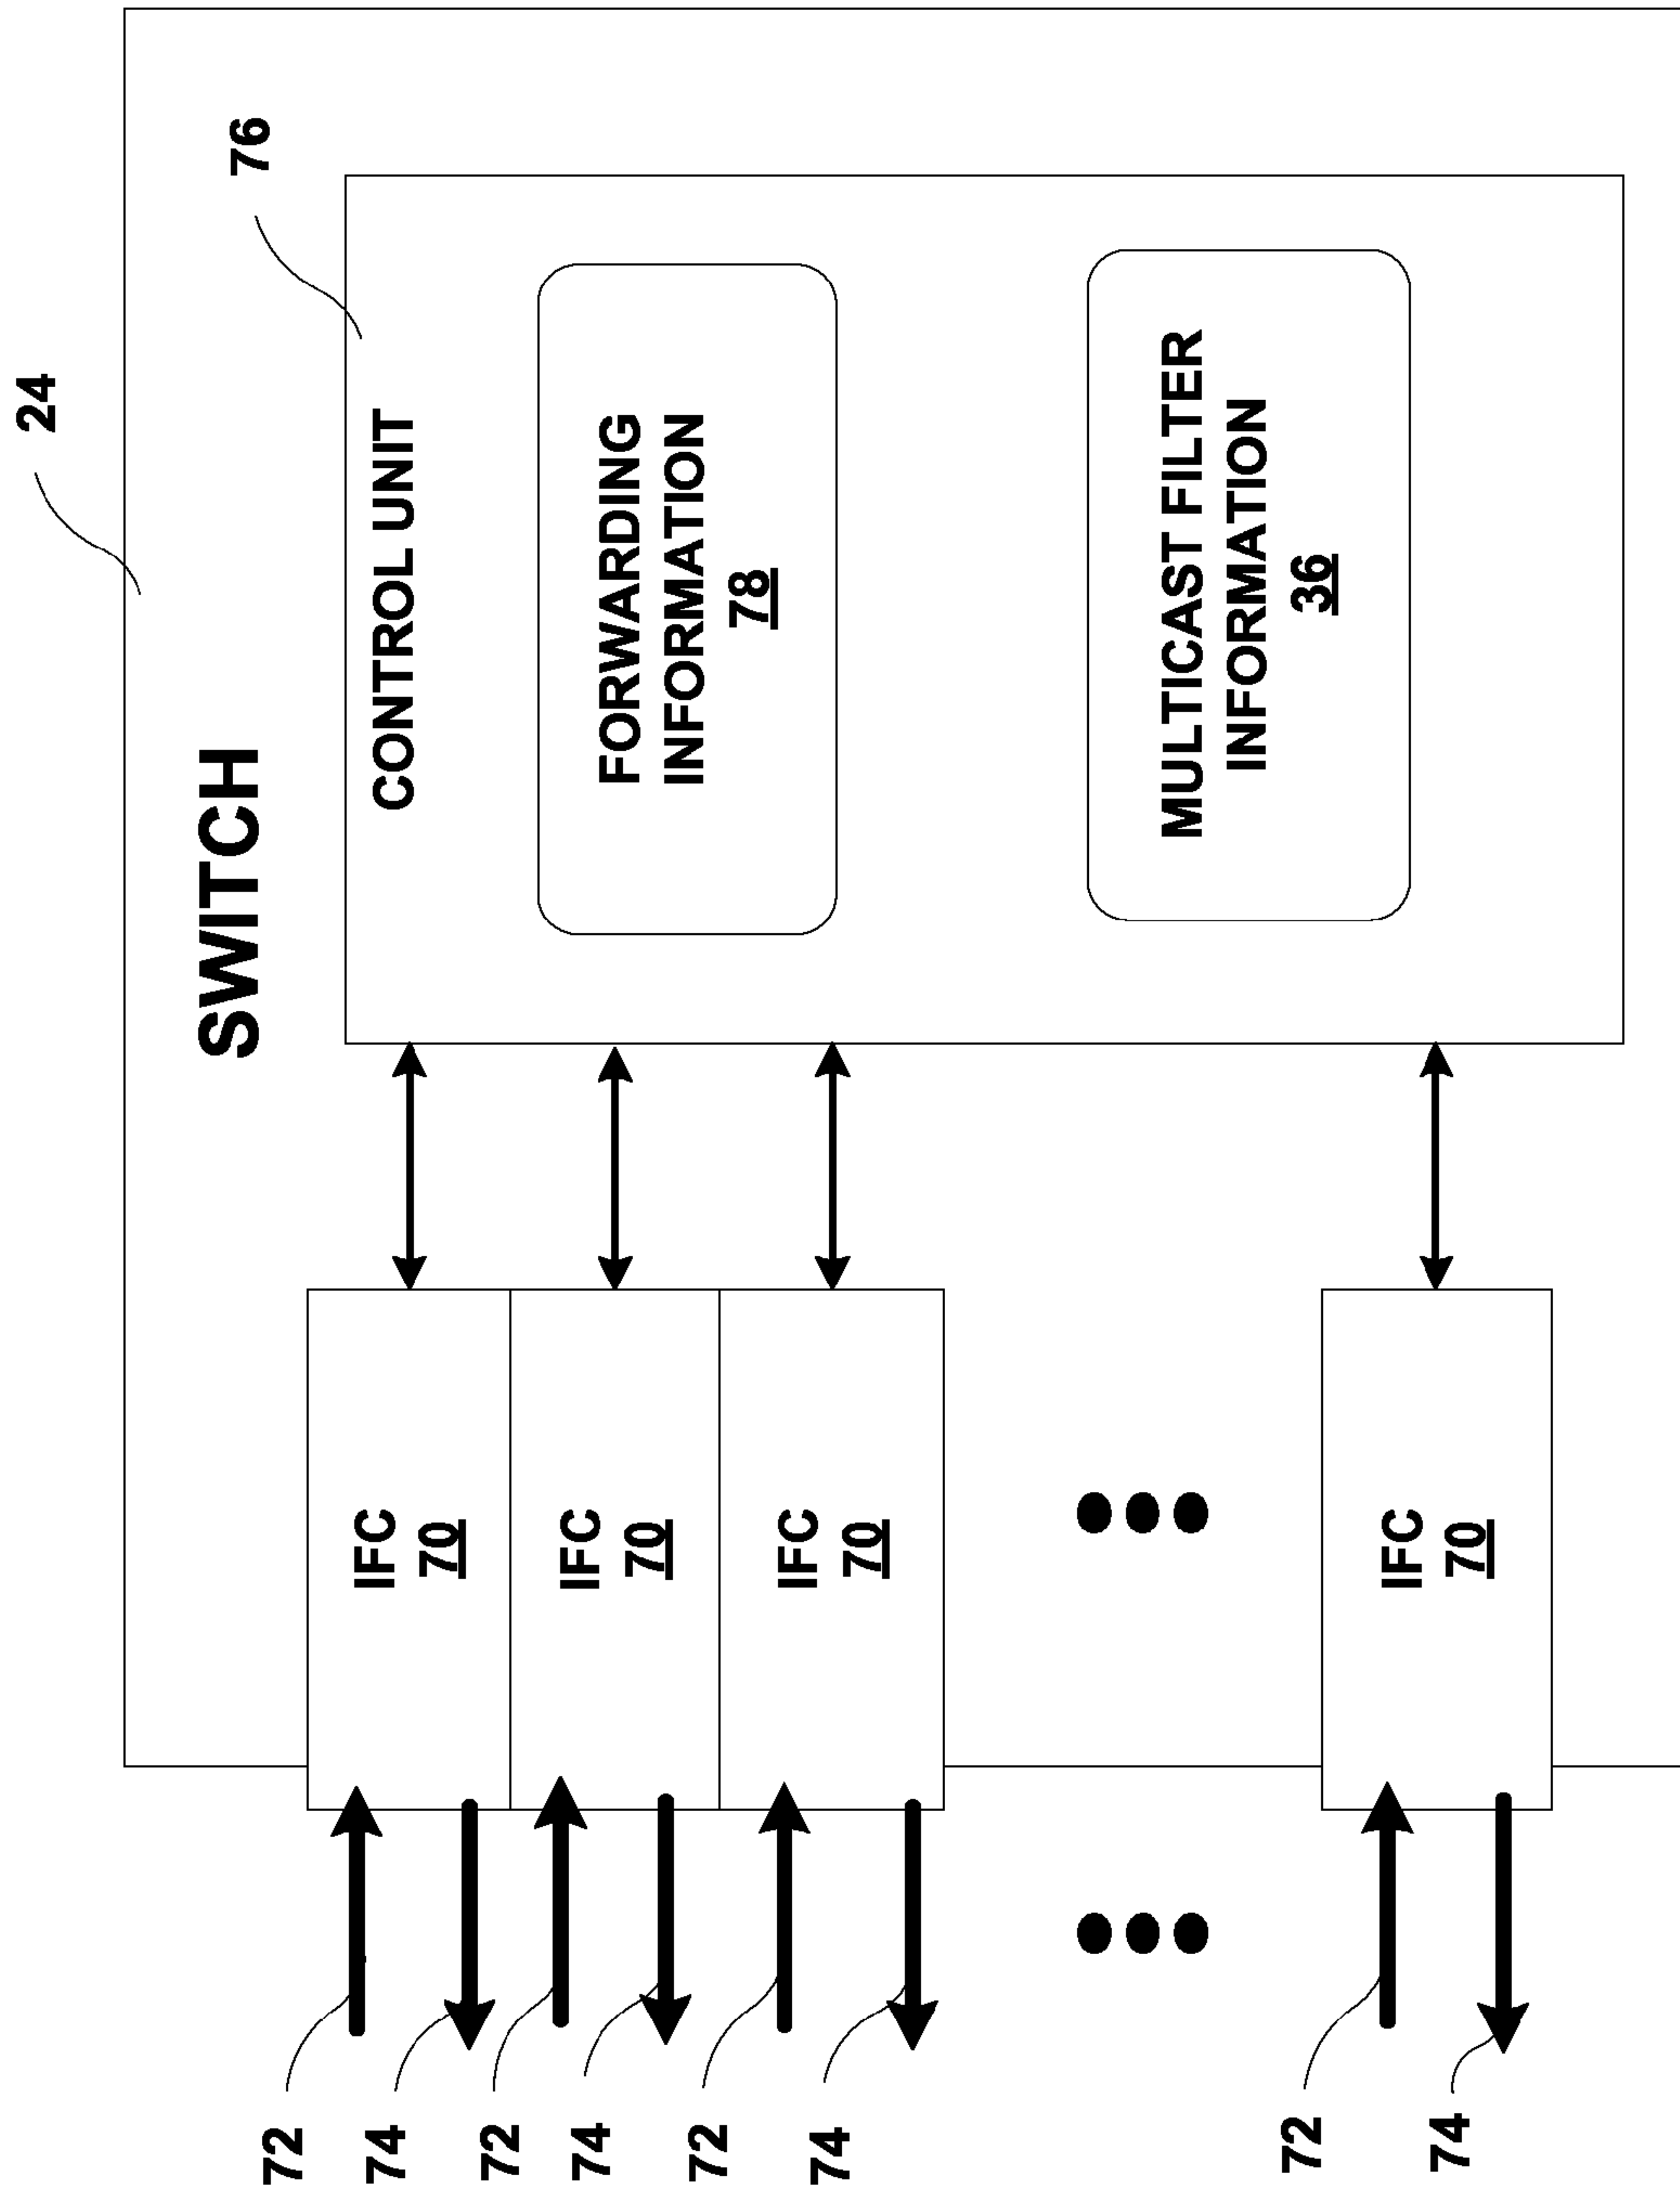 24
SWITCH
76
CONTROL UNIT
FORWARDING
INFORMATION
78
MULTICAST FILTER
INFORMATION
36
IFC
70
IFC
70
IFC
70
IFC
70
72
74
72
74
72
74
72
74